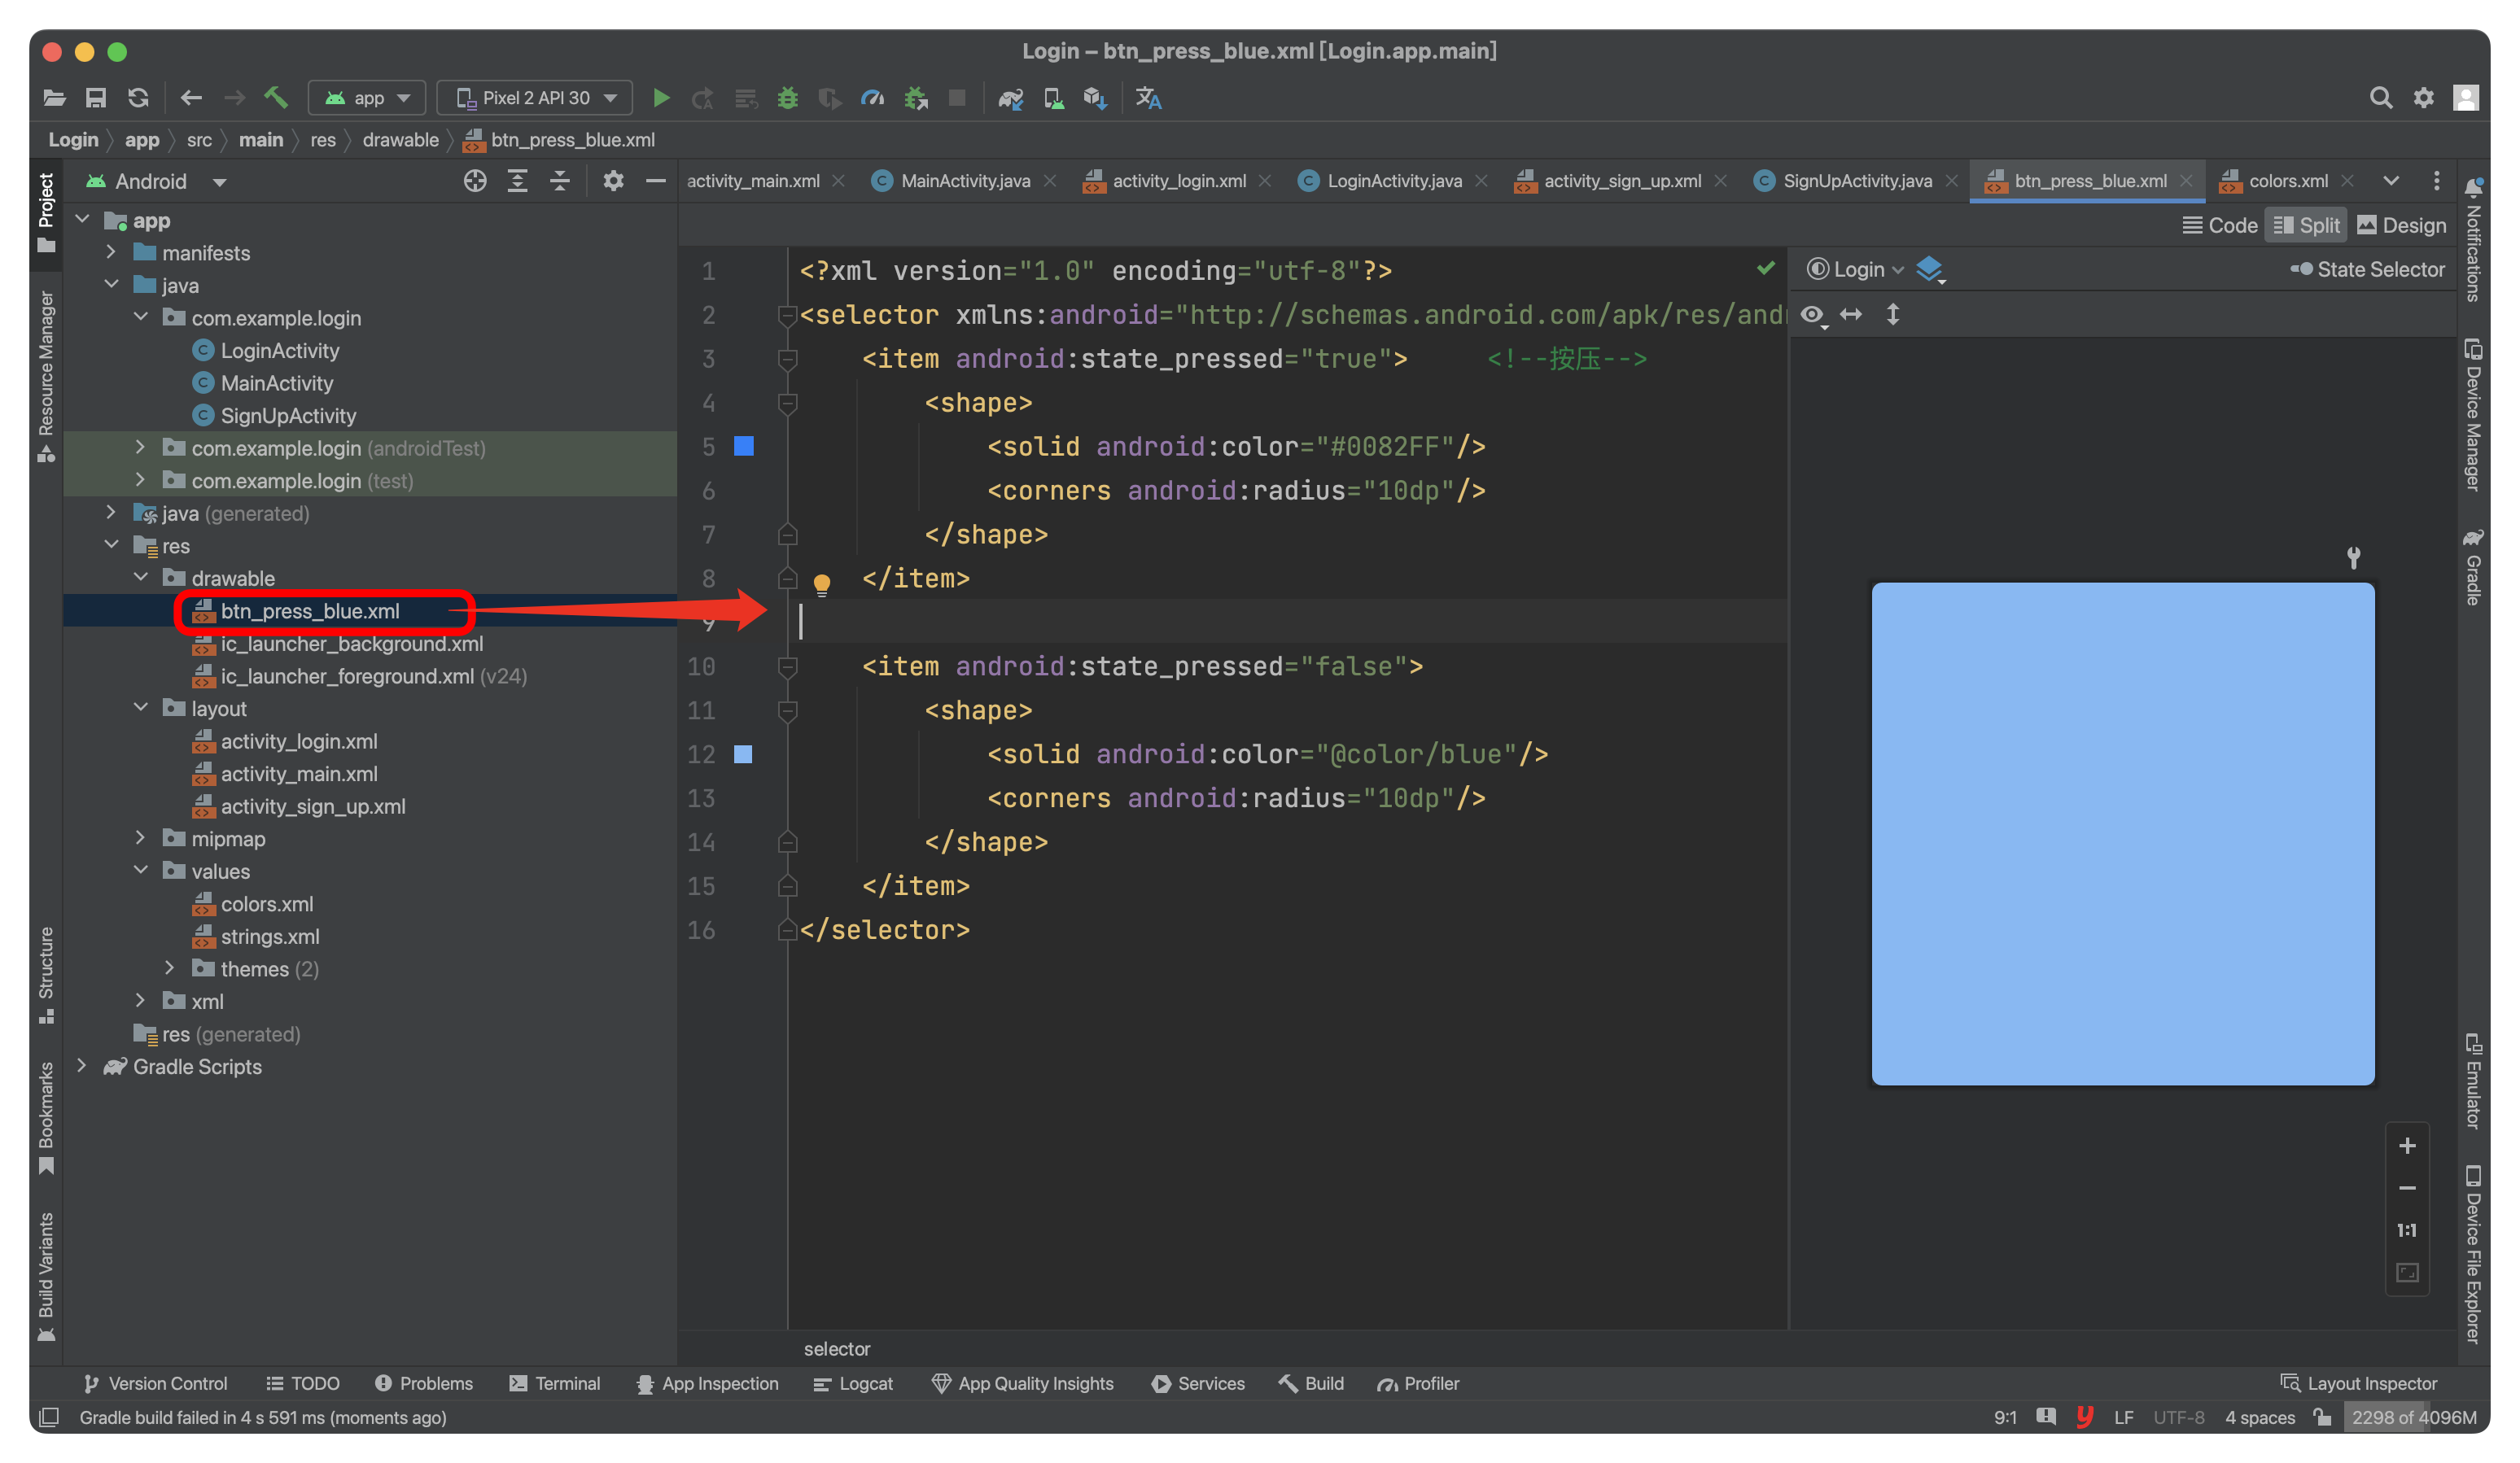 Login – btn_press_blue.xml [Login.app.main]
app
Pixel 2 API 30
Login
app
src
main
res
drawable
btn_press_blue.xml
Project
Resource Manager
Structure
Bookmarks
Build Variants
Android
activity_main.xml
MainActivity.java
activity_login.xml
LoginActivity.java
activity_sign_up.xml
SignUpActivity.java
btn_press_blue.xml
colors.xml
Code
Split
Design
app
manifests
java
com.example.login
LoginActivity
MainActivity
SignUpActivity
com.example.login (androidTest)
com.example.login (test)
java (generated)
res
drawable
btn_press_blue.xml
ic_launcher_background.xml
ic_launcher_foreground.xml (v24)
layout
activity_login.xml
activity_main.xml
activity_sign_up.xml
mipmap
values
colors.xml
strings.xml
themes (2)
xml
res (generated)
Gradle Scripts
1 <?xml version="1.0" encoding="utf-8"?>
2 <selector xmlns:android="http://schemas.android.com/apk/res/and
3 <item android:state_pressed="true"> <!--按压-->
4 <shape>
5 <solid android:color="#0082FF"/>
6 <corners android:radius="10dp"/>
7 </shape>
8 </item>
9
10 <item android:state_pressed="false">
11 <shape>
12 <solid android:color="@color/blue"/>
13 <corners android:radius="10dp"/>
14 </shape>
15 </item>
16 </selector>
selector
Login
State Selector
1:1
Notifications
Device Manager
Gradle
Emulator
Device File Explorer
Version Control
TODO
Problems
Terminal
App Inspection
Logcat
App Quality Insights
Services
Build
Profiler
Layout Inspector
Gradle build failed in 4 s 591 ms (moments ago)
9:1
LF
UTF-8
4 spaces
2298 of 4096M